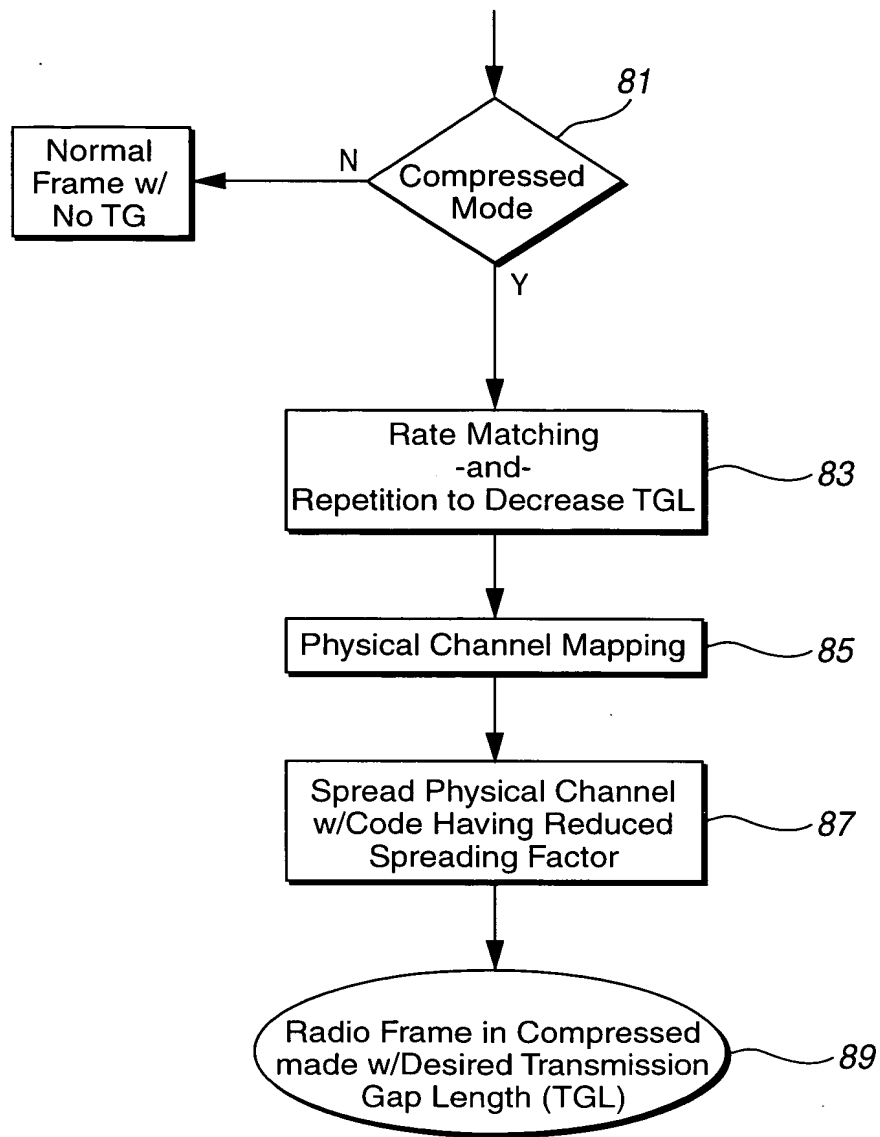 81
Normal
Frame w/
No TG
N
Compressed
Mode
Y
Rate Matching
-and-
Repetition to Decrease TGL
83
Physical Channel Mapping
85
Spread Physical Channel
w/Code Having Reduced
Spreading Factor
87
Radio Frame in Compressed
made w/Desired Transmission
Gap Length (TGL)
89